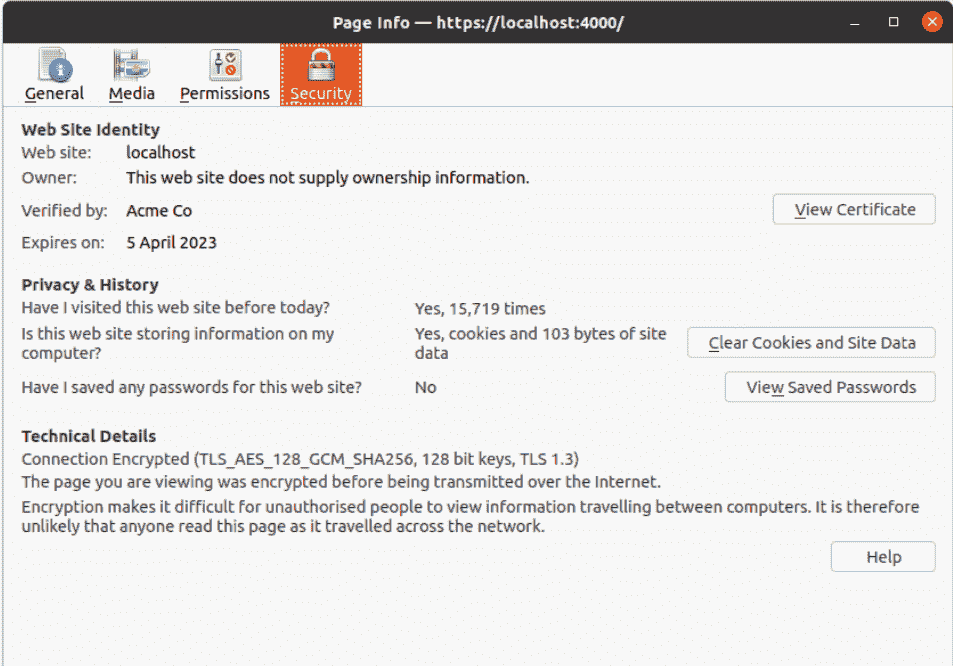 Page Info — https://localhost:4000/
General Media Permissions Security
Web Site Identity
Web site: localhost
Owner: This web site does not supply ownership information.
Verified by: Acme Co
View Certificate
Expires on: 5 April 2023
Privacy & History
Have I visited this web site before today? Yes, 15,719 times
Is this web site storing information on my computer? Yes, cookies and 103 bytes of site data
Clear Cookies and Site Data
Have I saved any passwords for this web site? No
View Saved Passwords
Technical Details
Connection Encrypted (TLS_AES_128_GCM_SHA256, 128 bit keys, TLS 1.3)
The page you are viewing was encrypted before being transmitted over the Internet.
Encryption makes it difficult for unauthorised people to view information travelling between computers. It is therefore
unlikely that anyone read this page as it travelled across the network.
Help